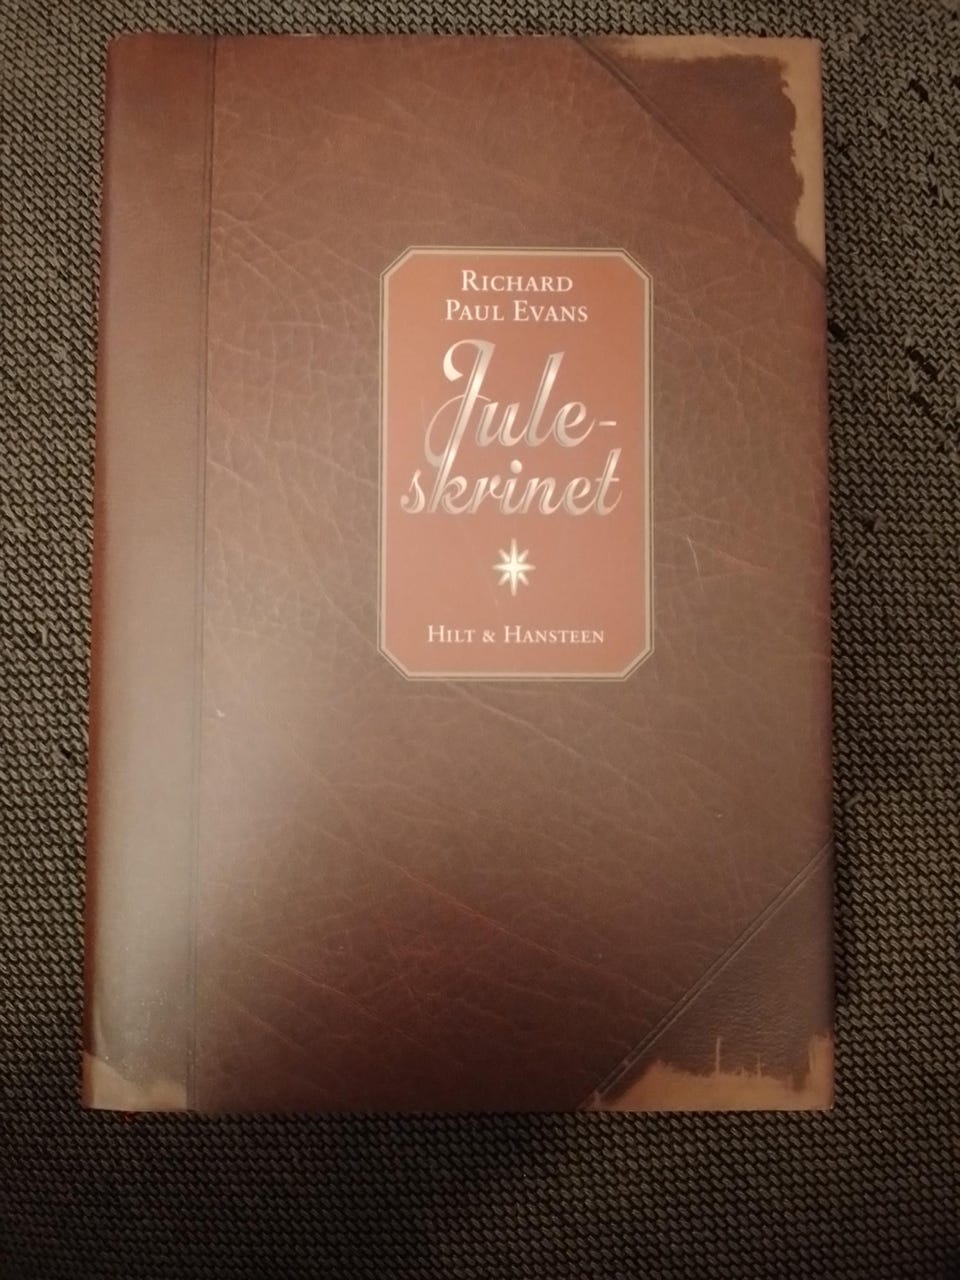 RICHARD
PAUL EVANS
Jule-
skrinet
HILT & HANSTEEN